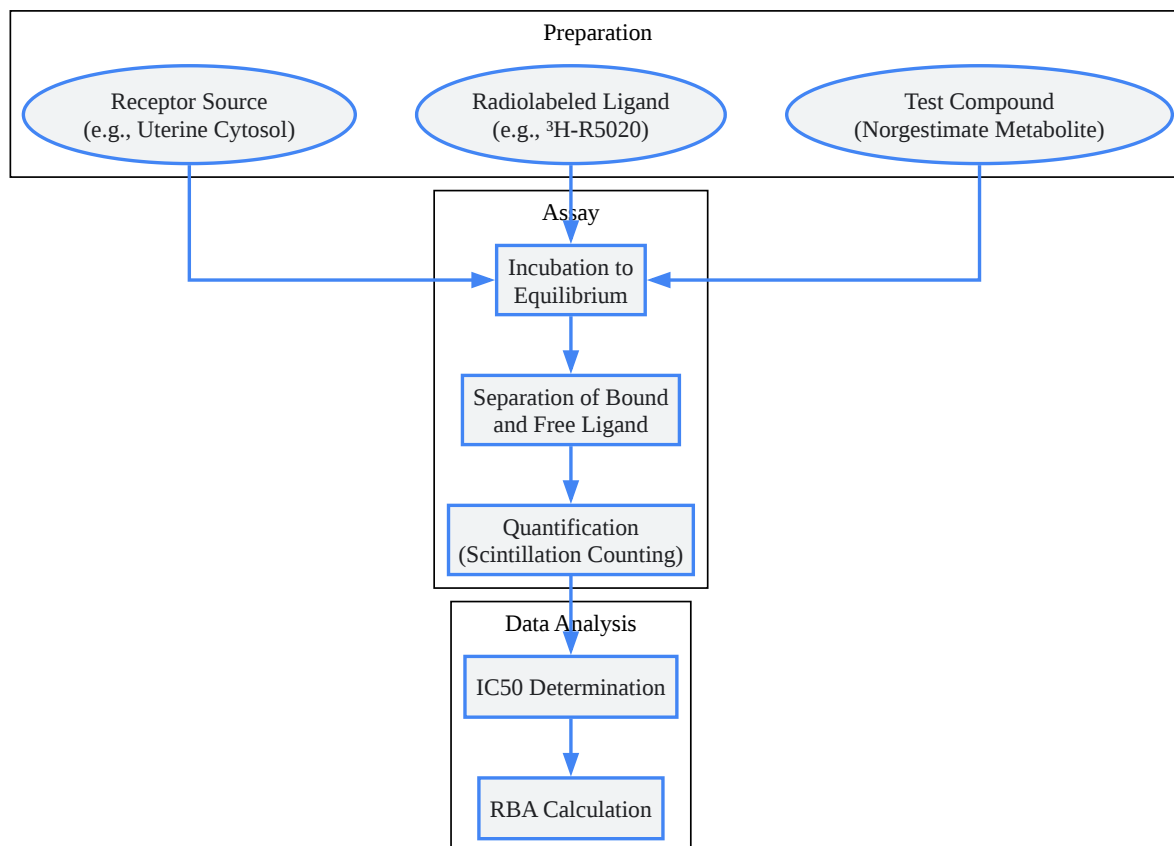 Preparation
Receptor Source
(e.g., Uterine Cytosol)
Radiolabeled Ligand
(e.g., ³H-R5020)
Test Compound
(Norgestimate Metabolite)
Assay
Incubation to
Equilibrium
Separation of Bound
and Free Ligand
Quantification
(Scintillation Counting)
Data Analysis
IC50 Determination
RBA Calculation